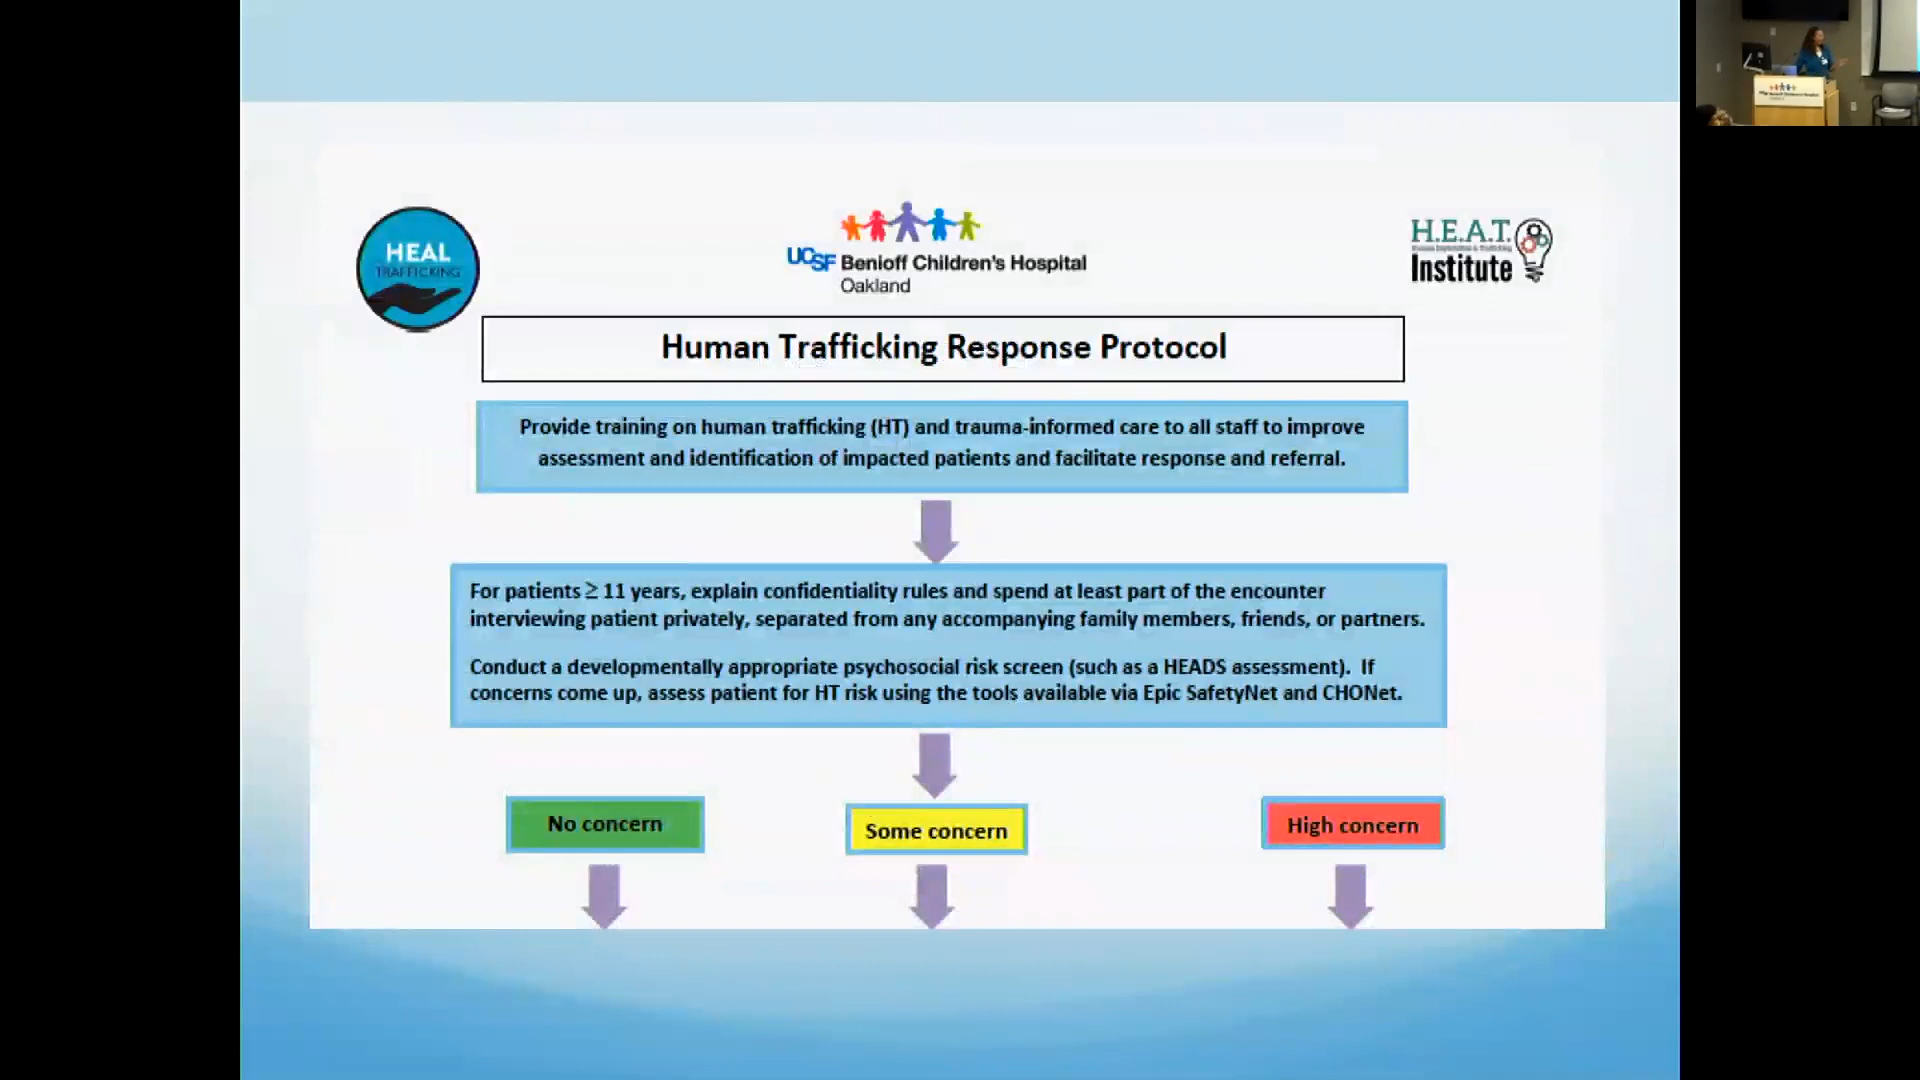 HEAL
TRAFFICKING
UCSF Benioff Children's Hospital
Oakland
H.E.A.T.
Institute
Human Trafficking Response Protocol
Provide training on human trafficking (HT) and trauma-informed care to all staff to improve
assessment and identification of impacted patients and facilitate response and referral.
For patients ≥ 11 years, explain confidentiality rules and spend at least part of the encounter
interviewing patient privately, separated from any accompanying family members, friends, or partners.
Conduct a developmentally appropriate psychosocial risk screen (such as a HEADS assessment). If
concerns come up, assess patient for HT risk using the tools available via Epic SafetyNet and CHONet.
No concern
Some concern
High concern